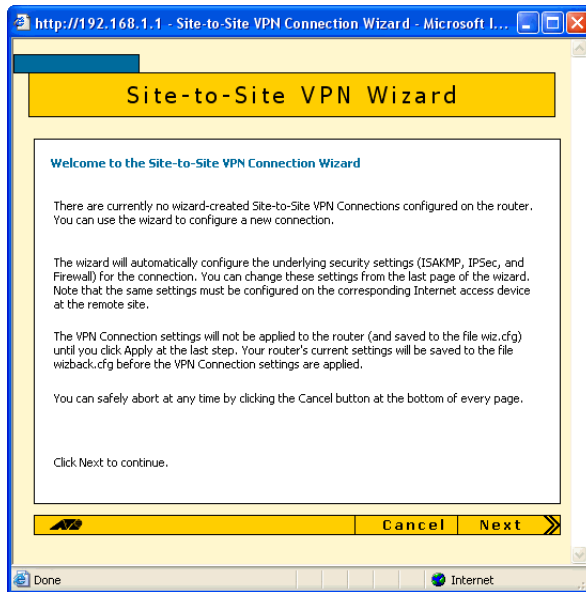 http://192.168.1.1 - Site-to-Site VPN Connection Wizard - Microsoft I...
Site-to-Site VPN Wizard
Welcome to the Site-to-Site VPN Connection Wizard
There are currently no wizard-created Site-to-Site VPN Connections configured on the router.
You can use the wizard to configure a new connection.
The wizard will automatically configure the underlying security settings (ISAKMP, IPSec, and
Firewall) for the connection. You can change these settings from the last page of the wizard.
Note that the same settings must be configured on the corresponding Internet access device
at the remote site.
The VPN Connection settings will not be applied to the router (and saved to the file wiz.cfg)
until you click Apply at the last step. Your router's current settings will be saved to the file
wizback.cfg before the VPN Connection settings are applied.
You can safely abort at any time by clicking the Cancel button at the bottom of every page.
Click Next to continue.
Cancel Next
Done Internet